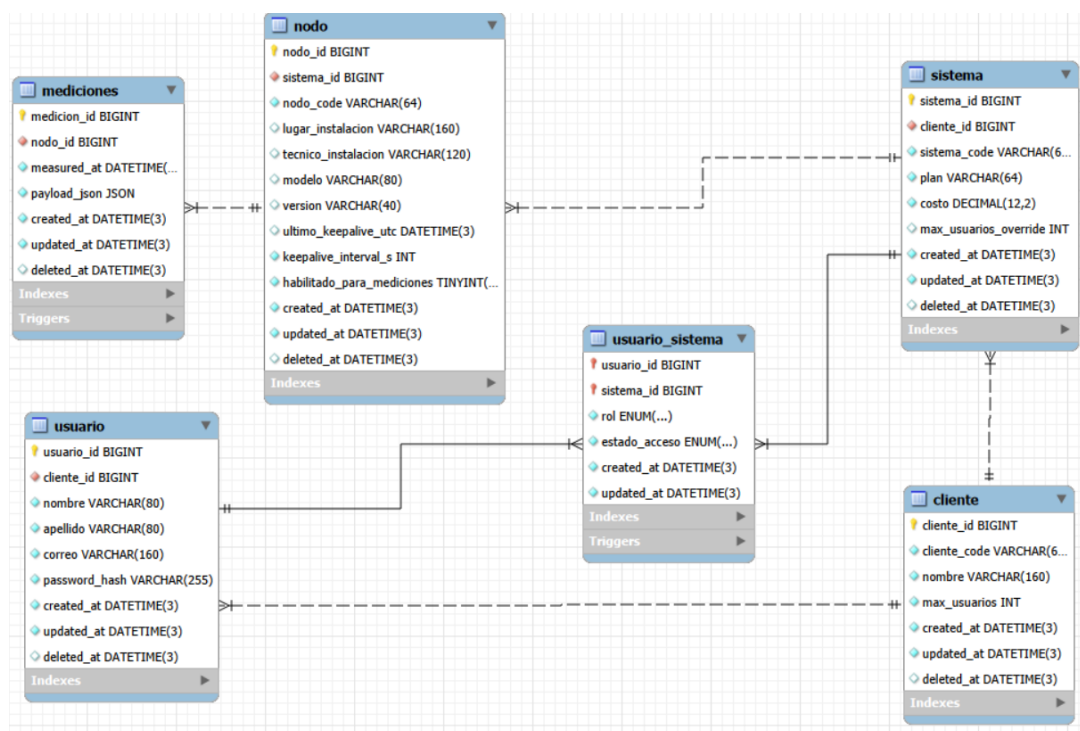 nodo
nodo_id BIGINT
sistema_id BIGINT
nodo_code VARCHAR(64)
lugar_instalacion VARCHAR(160)
tecnico_instalacion VARCHAR(120)
modelo VARCHAR(80)
version VARCHAR(40)
ultimo_keepalive_utc DATETIME(3)
keepalive_interval_s INT
habilitado_para_mediciones TINYINT(...
created_at DATETIME(3)
updated_at DATETIME(3)
deleted_at DATETIME(3)
Indexes
mediciones
medicion_id BIGINT
nodo_id BIGINT
measured_at DATETIME(...
payload_json JSON
created_at DATETIME(3)
updated_at DATETIME(3)
deleted_at DATETIME(3)
Indexes
Triggers
sistema
sistema_id BIGINT
cliente_id BIGINT
sistema_code VARCHAR(6...
plan VARCHAR(64)
costo DECIMAL(12,2)
max_usuarios_override INT
created_at DATETIME(3)
updated_at DATETIME(3)
deleted_at DATETIME(3)
Indexes
usuario_sistema
usuario_id BIGINT
sistema_id BIGINT
rol ENUM(...)
estado_acceso ENUM(...)
created_at DATETIME(3)
updated_at DATETIME(3)
Indexes
Triggers
usuario
usuario_id BIGINT
cliente_id BIGINT
nombre VARCHAR(80)
apellido VARCHAR(80)
correo VARCHAR(160)
password_hash VARCHAR(255)
created_at DATETIME(3)
updated_at DATETIME(3)
deleted_at DATETIME(3)
Indexes
cliente
cliente_id BIGINT
cliente_code VARCHAR(6...
nombre VARCHAR(160)
max_usuarios INT
created_at DATETIME(3)
updated_at DATETIME(3)
deleted_at DATETIME(3)
Indexes